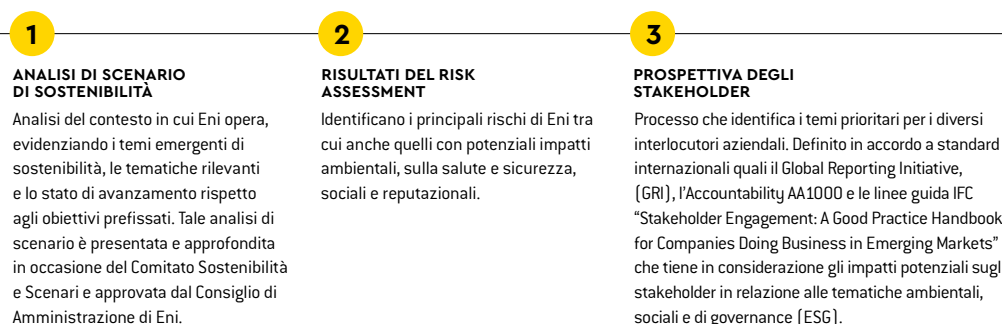 1
ANALISI DI SCENARIO
DI SOSTENIBILITÀ
Analisi del contesto in cui Eni opera,
evidenziando i temi emergenti di
sostenibilità, le tematiche rilevanti
e lo stato di avanzamento rispetto
agli obiettivi prefissati. Tale analisi di
scenario è presentata e approfondita
in occasione del Comitato Sostenibilità
e Scenari e approvata dal Consiglio di
Amministrazione di Eni.
2
RISULTATI DEL RISK
ASSESSMENT
Identificano i principali rischi di Eni tra
cui anche quelli con potenziali impatti
ambientali, sulla salute e sicurezza,
sociali e reputazionali.
3
PROSPETTIVA DEGLI
STAKEHOLDER
Processo che identifica i temi prioritari per i diversi
interlocutori aziendali. Definito in accordo a standard
internazionali quali il Global Reporting Initiative,
(GRI), l'Accountability AA1000 e le linee guida IFC
“Stakeholder Engagement: A Good Practice Handbook
for Companies Doing Business in Emerging Markets”
che tiene in considerazione gli impatti potenziali sugl
stakeholder in relazione alle tematiche ambientali,
sociali e di governance (ESG).